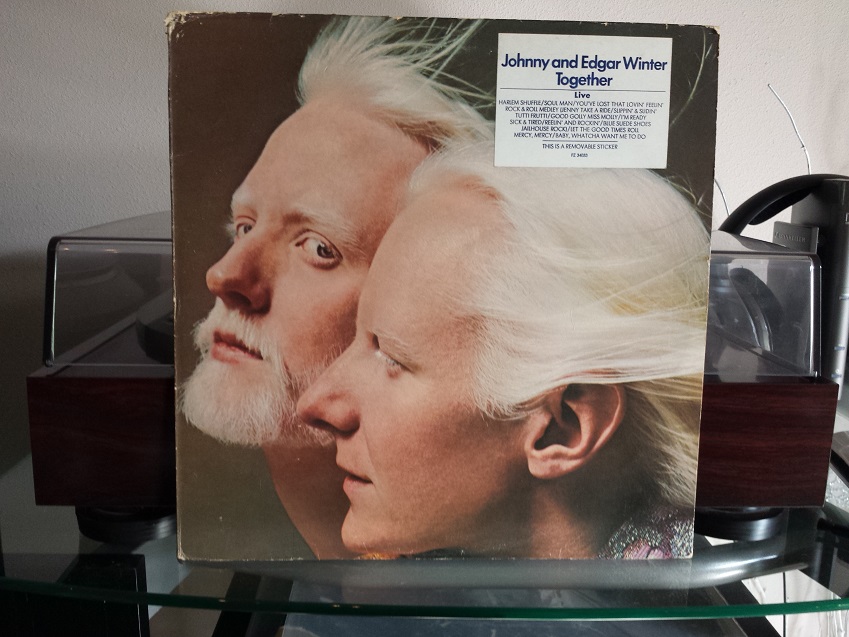 Johnny and Edgar Winter
Together
Live
HARLEM SHUFFLE/SOUL MAN/YOU'VE LOST THAT LOVIN' FEELIN'
ROCK & ROLL MEDLEY (JENNY TAKE A RIDE/SLIPPIN' & SLIDIN'
TUTTI FRUTTI/GOOD GOLLY MISS MOLLY/I'M READY
SICK & TIRED/REELIN' AND ROCKIN'/BLUE SUEDE SHOES
JAILHOUSE ROCK)/LET THE GOOD TIMES ROLL
MERCY, MERCY/BABY, WHATCHA WANT ME TO DO
THIS IS A REMOVABLE STICKER